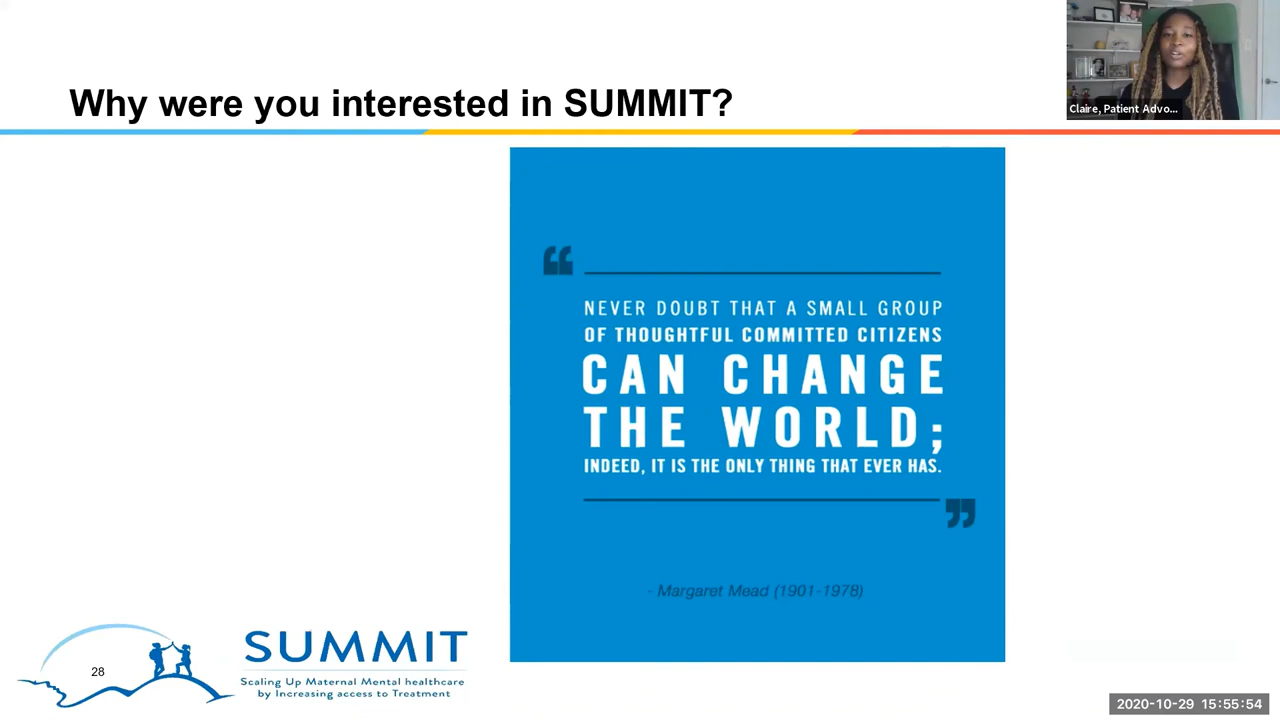 Why were you interested in SUMMIT?
Claire, Patient Advo...
“
NEVER DOUBT THAT A SMALL GROUP
OF THOUGHTFUL COMMITTED CITIZENS
CAN CHANGE
THE WORLD;
INDEED, IT IS THE ONLY THING THAT EVER HAS.
”
- Margaret Mead (1901-1978)
28
SUMMIT
Scaling Up Maternal Mental healthcare
by Increasing access to Treatment
2020-10-29 15:55:54